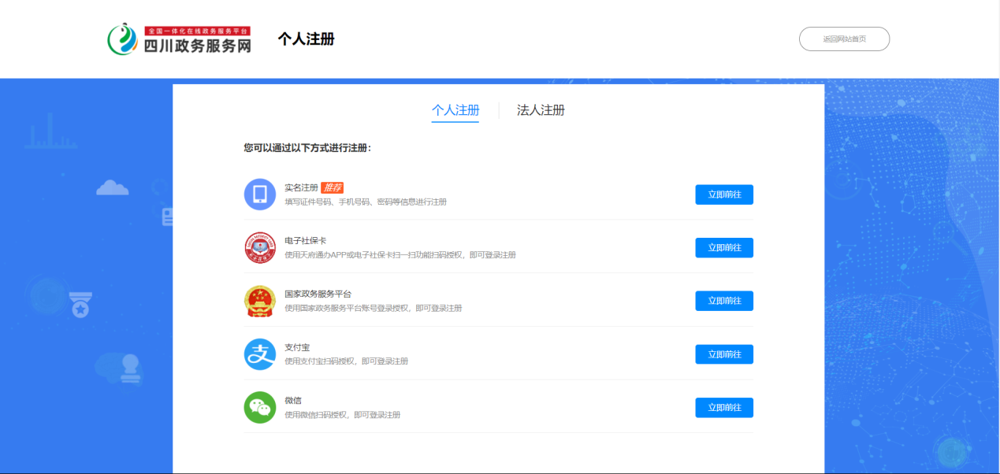 全国一体化在线政务服务平台
四川政务服务网
个人注册
返回网站首页
个人注册
法人注册
您可以通过以下方式进行注册：
实名注册 推荐
填写证件号码、手机号码、密码等信息进行注册
立即前往
电子社保卡
使用天府通办APP或电子社保卡扫一扫功能扫码授权，即可登录注册
立即前往
国家政务服务平台
使用国家政务服务平台账号登录授权，即可登录注册
立即前往
支付宝
使用支付宝扫码授权，即可登录注册
立即前往
微信
使用微信扫码授权，即可登录注册
立即前往